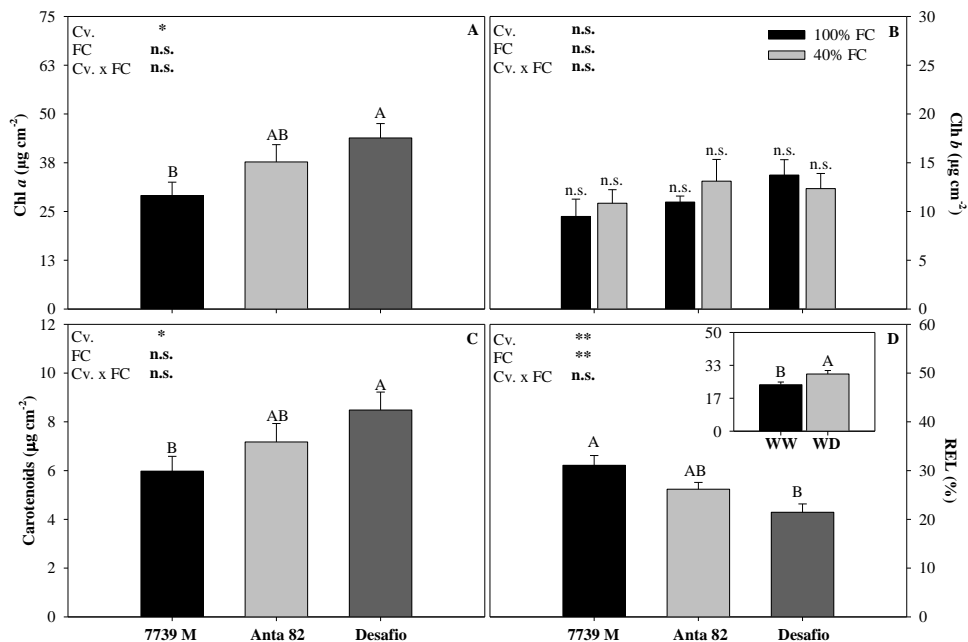 75
63
50
38
25
13
0
Chl a (µg cm-2)
Cv. *
FC n.s.
Cv. x FC n.s.
A
B
AB
A
Cv. n.s.
FC n.s.
Cv. x FC n.s.
B
100% FC
40% FC
n.s.
n.s.
n.s.
n.s.
n.s.
n.s.
30
25
20
15
10
5
0
Clh b (µg cm-2)
12
10
8
6
4
2
0
Carotenoids (µg cm-2)
Cv. *
FC n.s.
Cv. x FC n.s.
C
B
AB
A
7739 M Anta 82 Desafio
Cv. **
FC **
Cv. x FC n.s.
D
50
33
17
0
B
A
WW WD
A
AB
B
60
50
40
30
20
10
0
REL (%)
7739 M Anta 82 Desafio